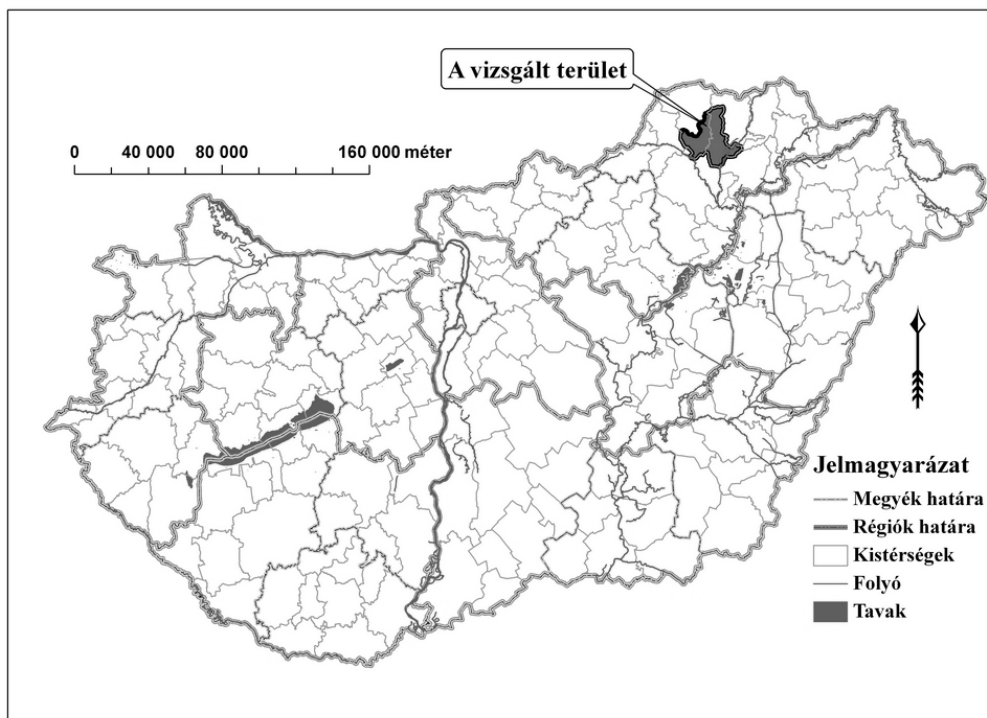 A vizsgált terület
0 40 000 80 000 160 000 méter
Jelmagyarázat
Megyék határa
Régiók határa
Kistérségek
Folyó
Tavak